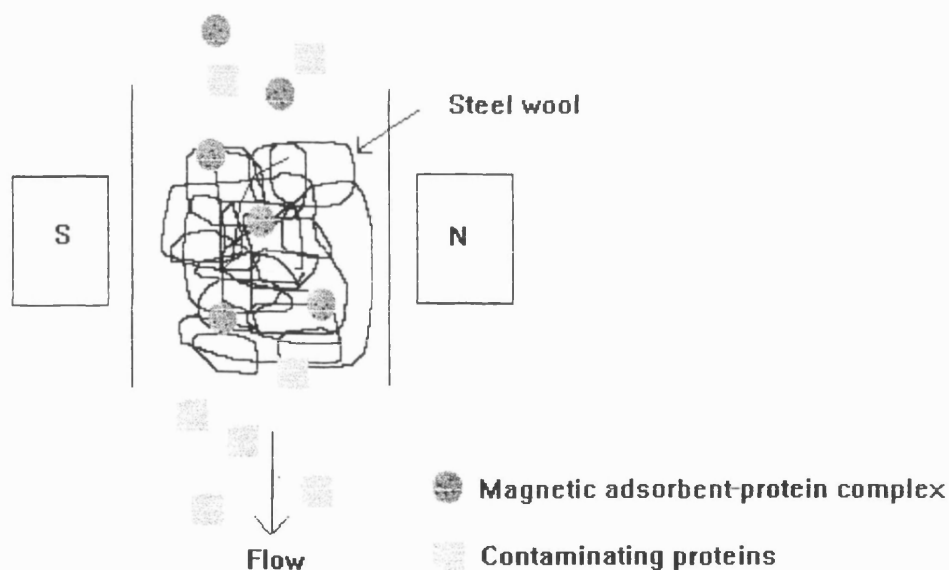 Steel wool
S
N
Magnetic adsorbent-protein complex
Contaminating proteins
Flow